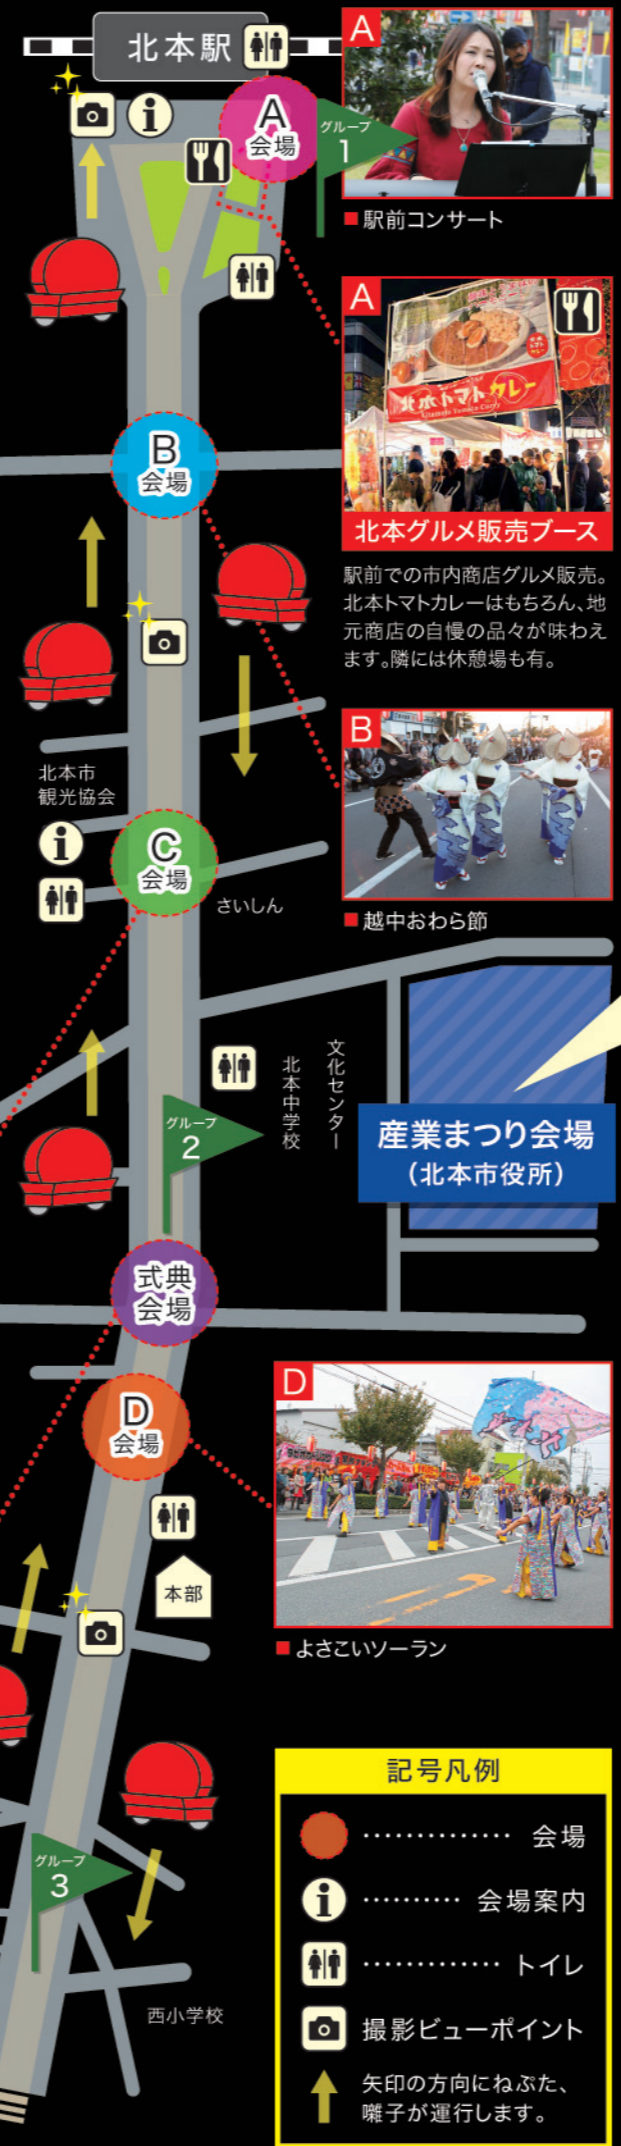 北本駅
A
会場
グループ
1
A
■ 駅前コンサート
A
北本トマトカレー
Kitamoto Tomato Curry
北本グルメ販売ブース
駅前での市内商店グルメ販売。
北本トマトカレーはもちろん、地
元商店の自慢の品々が味わえ
ます。隣には休憩場も有。
B
会場
B
■ 越中おわら節
北本市
観光協会
C
会場
さいしん
文化センター
北本中学校
グループ
2
産業まつり会場
（北本市役所）
式典
会場
D
会場
D
■ よさこいソーラン
本部
グループ
3
西小学校
記号凡例
会場
会場案内
トイレ
撮影ビューポイント
矢印の方向にねぷた、
囃子が運行します。